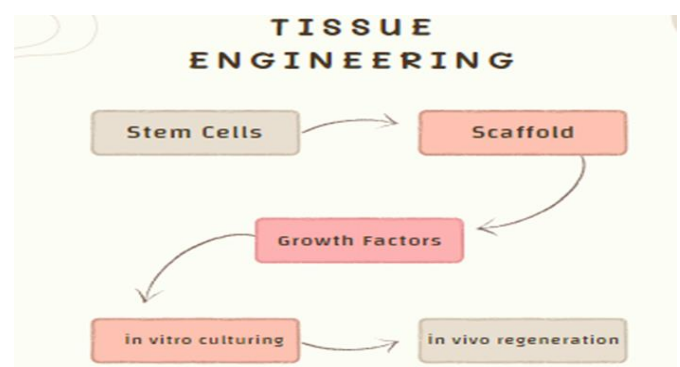 TISSUE
ENGINEERING
Stem Cells
Scaffold
Growth Factors
in vitro culturing
in vivo regeneration